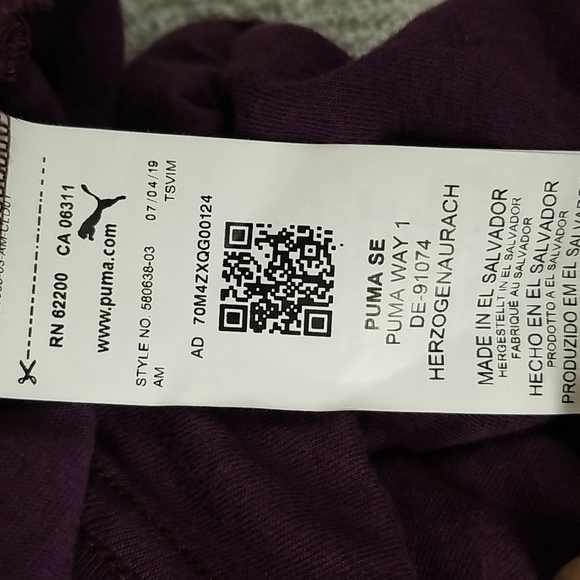 RN 62200 CA 06311
www.puma.com
STYLE NO. 580638-03 07/04/19
AM TSVIM
AD 70M4ZXQG00124
PUMA SE
PUMA WAY 1
DE-91074
HERZOGENAURACH
MADE IN EL SALVADOR
HERGESTELLT IN EL SALVADOR
FABRIQUÉ AU SALVADOR
HECHO EN EL SALVADOR
PRODOTTO A EL SALVADOR
PRODUZIDO EM EL SALVADOR